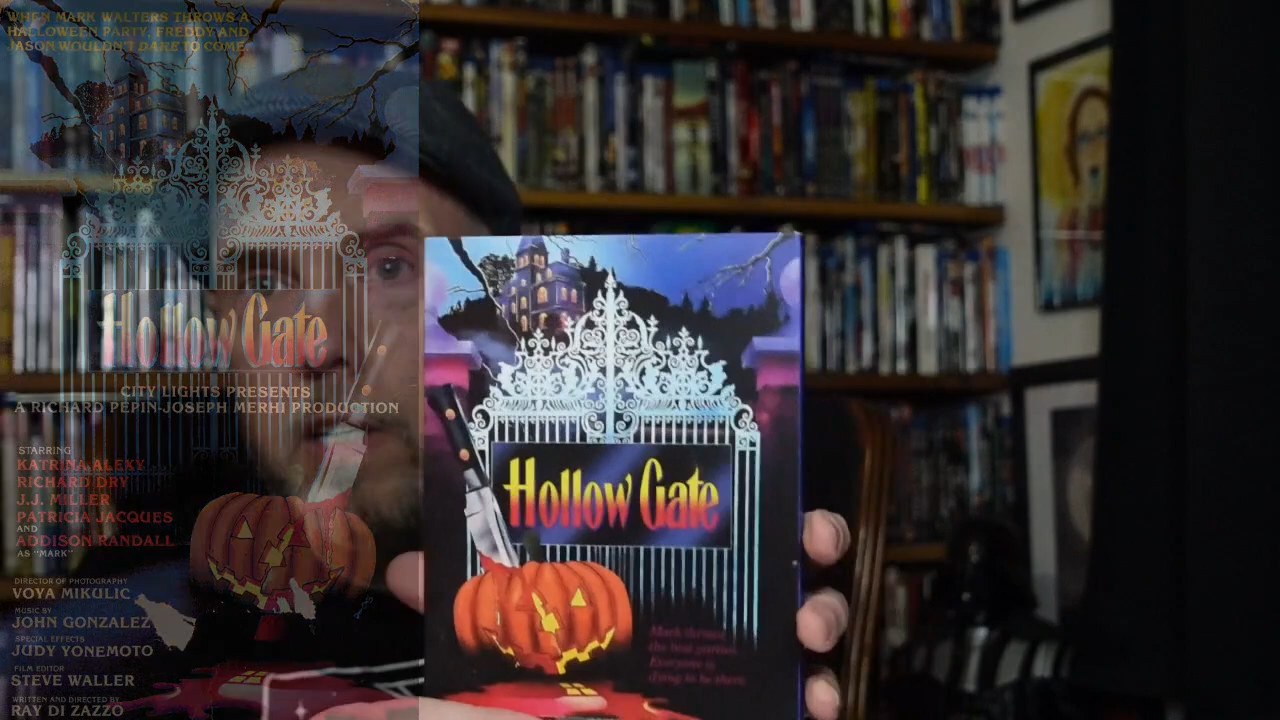 WHEN MARK WALTERS THROWS A
HALLOWEEN PARTY, FREDDY AND
JASON WOULDN'T DARE TO COME.
Hollow Gate
CITY LIGHTS PRESENTS
A RICHARD PEPIN-JOSEPH MERHI PRODUCTION
STARRING
KATRINA ALEXY
RICHARD DRY
J.J. MILLER
PATRICIA JACQUES
AND
ADDISON RANDALL
AS "MARK"
DIRECTOR OF PHOTOGRAPHY
VOYA MIKULIC
MUSIC BY
JOHN GONZALEZ
SPECIAL EFFECTS
JUDY YONEMOTO
FILM EDITOR
STEVE WALLER
WRITTEN AND DIRECTED BY
RAY DI ZAZZO
Hollow Gate
Mark throws
the best parties.
Everyone is
dying to be there.